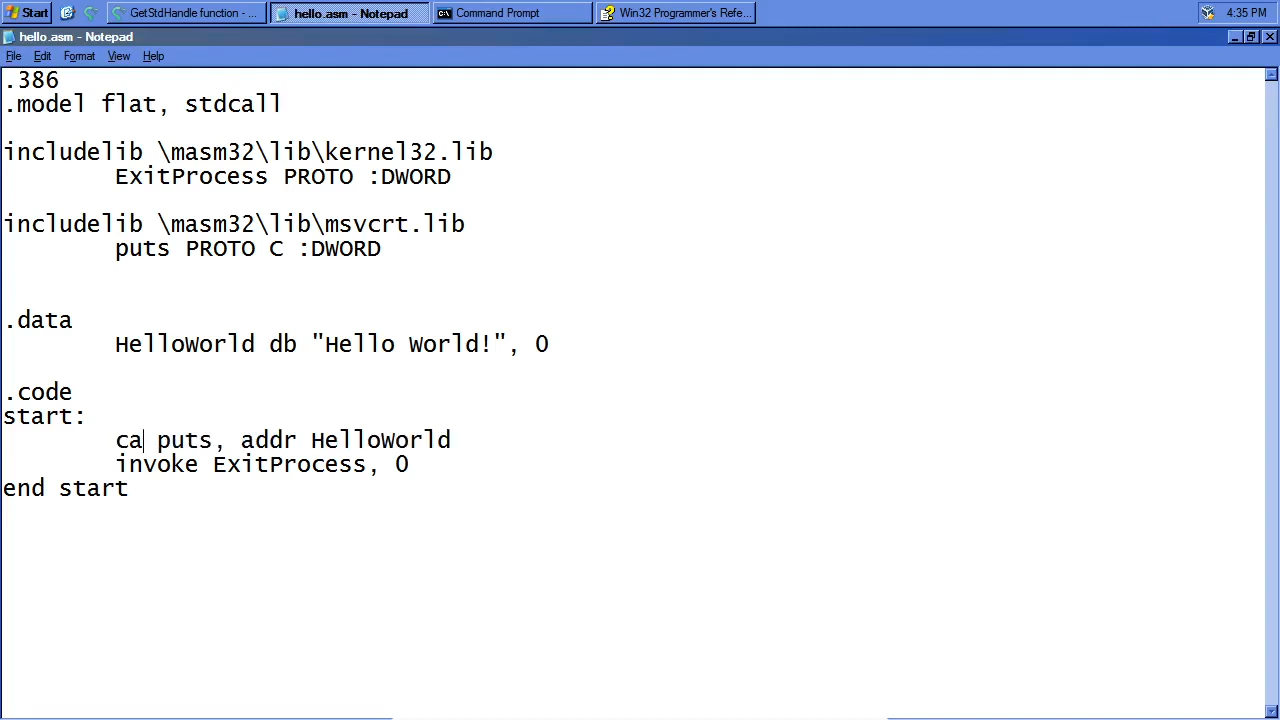 Start
GetStdHandle function - ...
hello.asm - Notepad
Command Prompt
Win32 Programmer's Refe...
4:35 PM
hello.asm - Notepad
File Edit Format View Help
.386
.model flat, stdcall
includelib \masm32\lib\kernel32.lib
ExitProcess PROTO :DWORD
includelib \masm32\lib\msvcrt.lib
puts PROTO C :DWORD
.data
HelloWorld db "Hello World!", 0
.code
start:
ca puts, addr HelloWorld
invoke ExitProcess, 0
end start